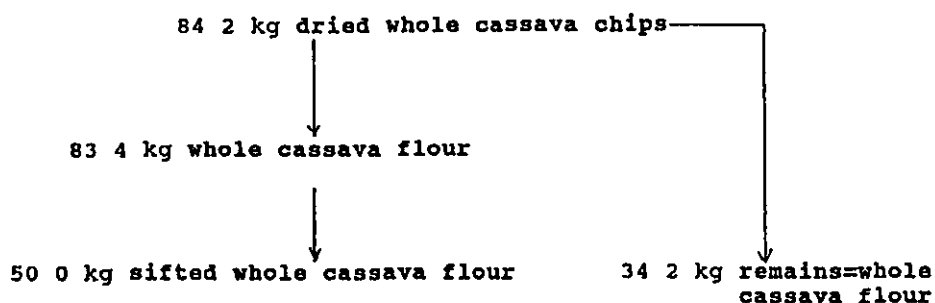 84 2 kg dried whole cassava chips
83 4 kg whole cassava flour
50 0 kg sifted whole cassava flour
34 2 kg remains=whole
cassava flour